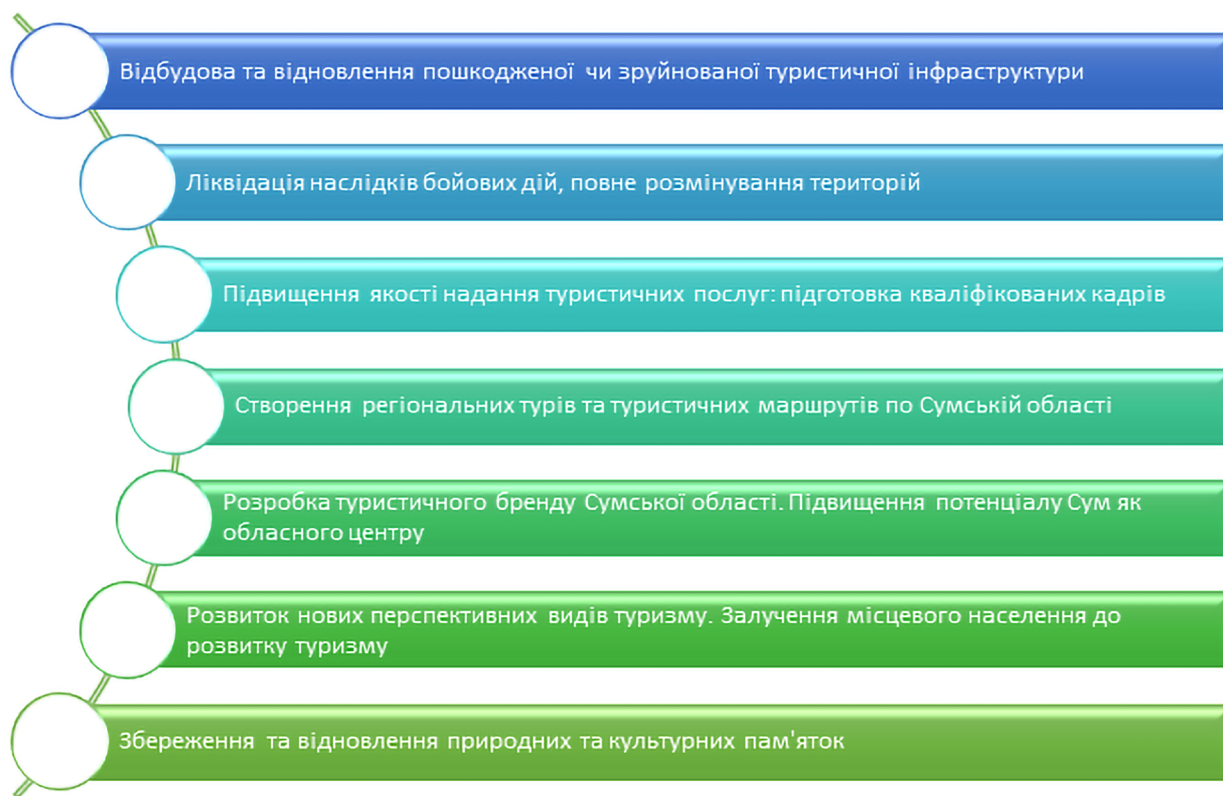 Відбудова та відновлення пошкодженої чи зруйнованої туристичної інфраструктури
Ліквідація наслідків бойових дій, повне розмінування територій
Підвищення якості надання туристичних послуг: підготовка кваліфікованих кадрів
Створення регіональних турів та туристичних маршрутів по Сумській області
Розробка туристичного бренду Сумської області. Підвищення потенціалу Сум як
обласного центру
Розвиток нових перспективних видів туризму. Залучення місцевого населення до
розвитку туризму
Збереження та відновлення природних та культурних пам'яток